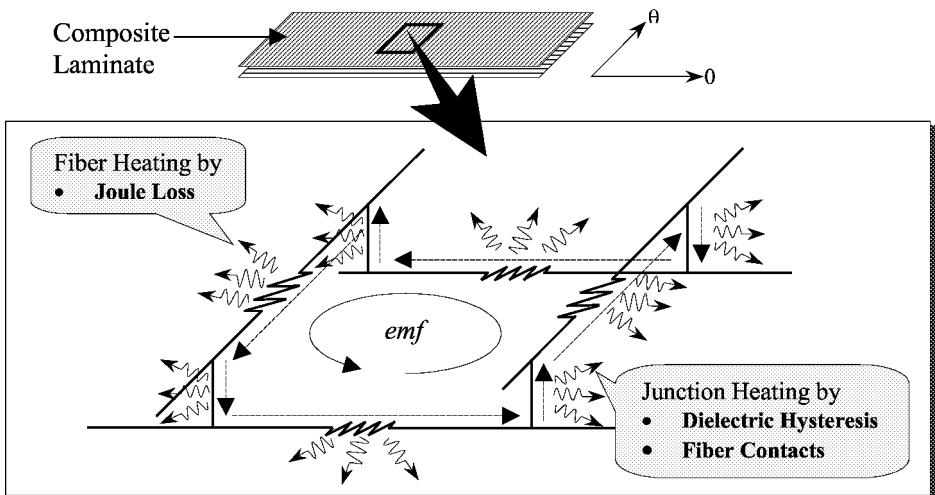 Composite
Laminate
θ
0
Fiber Heating by
• Joule Loss
emf
Junction Heating by
• Dielectric Hysteresis
• Fiber Contacts